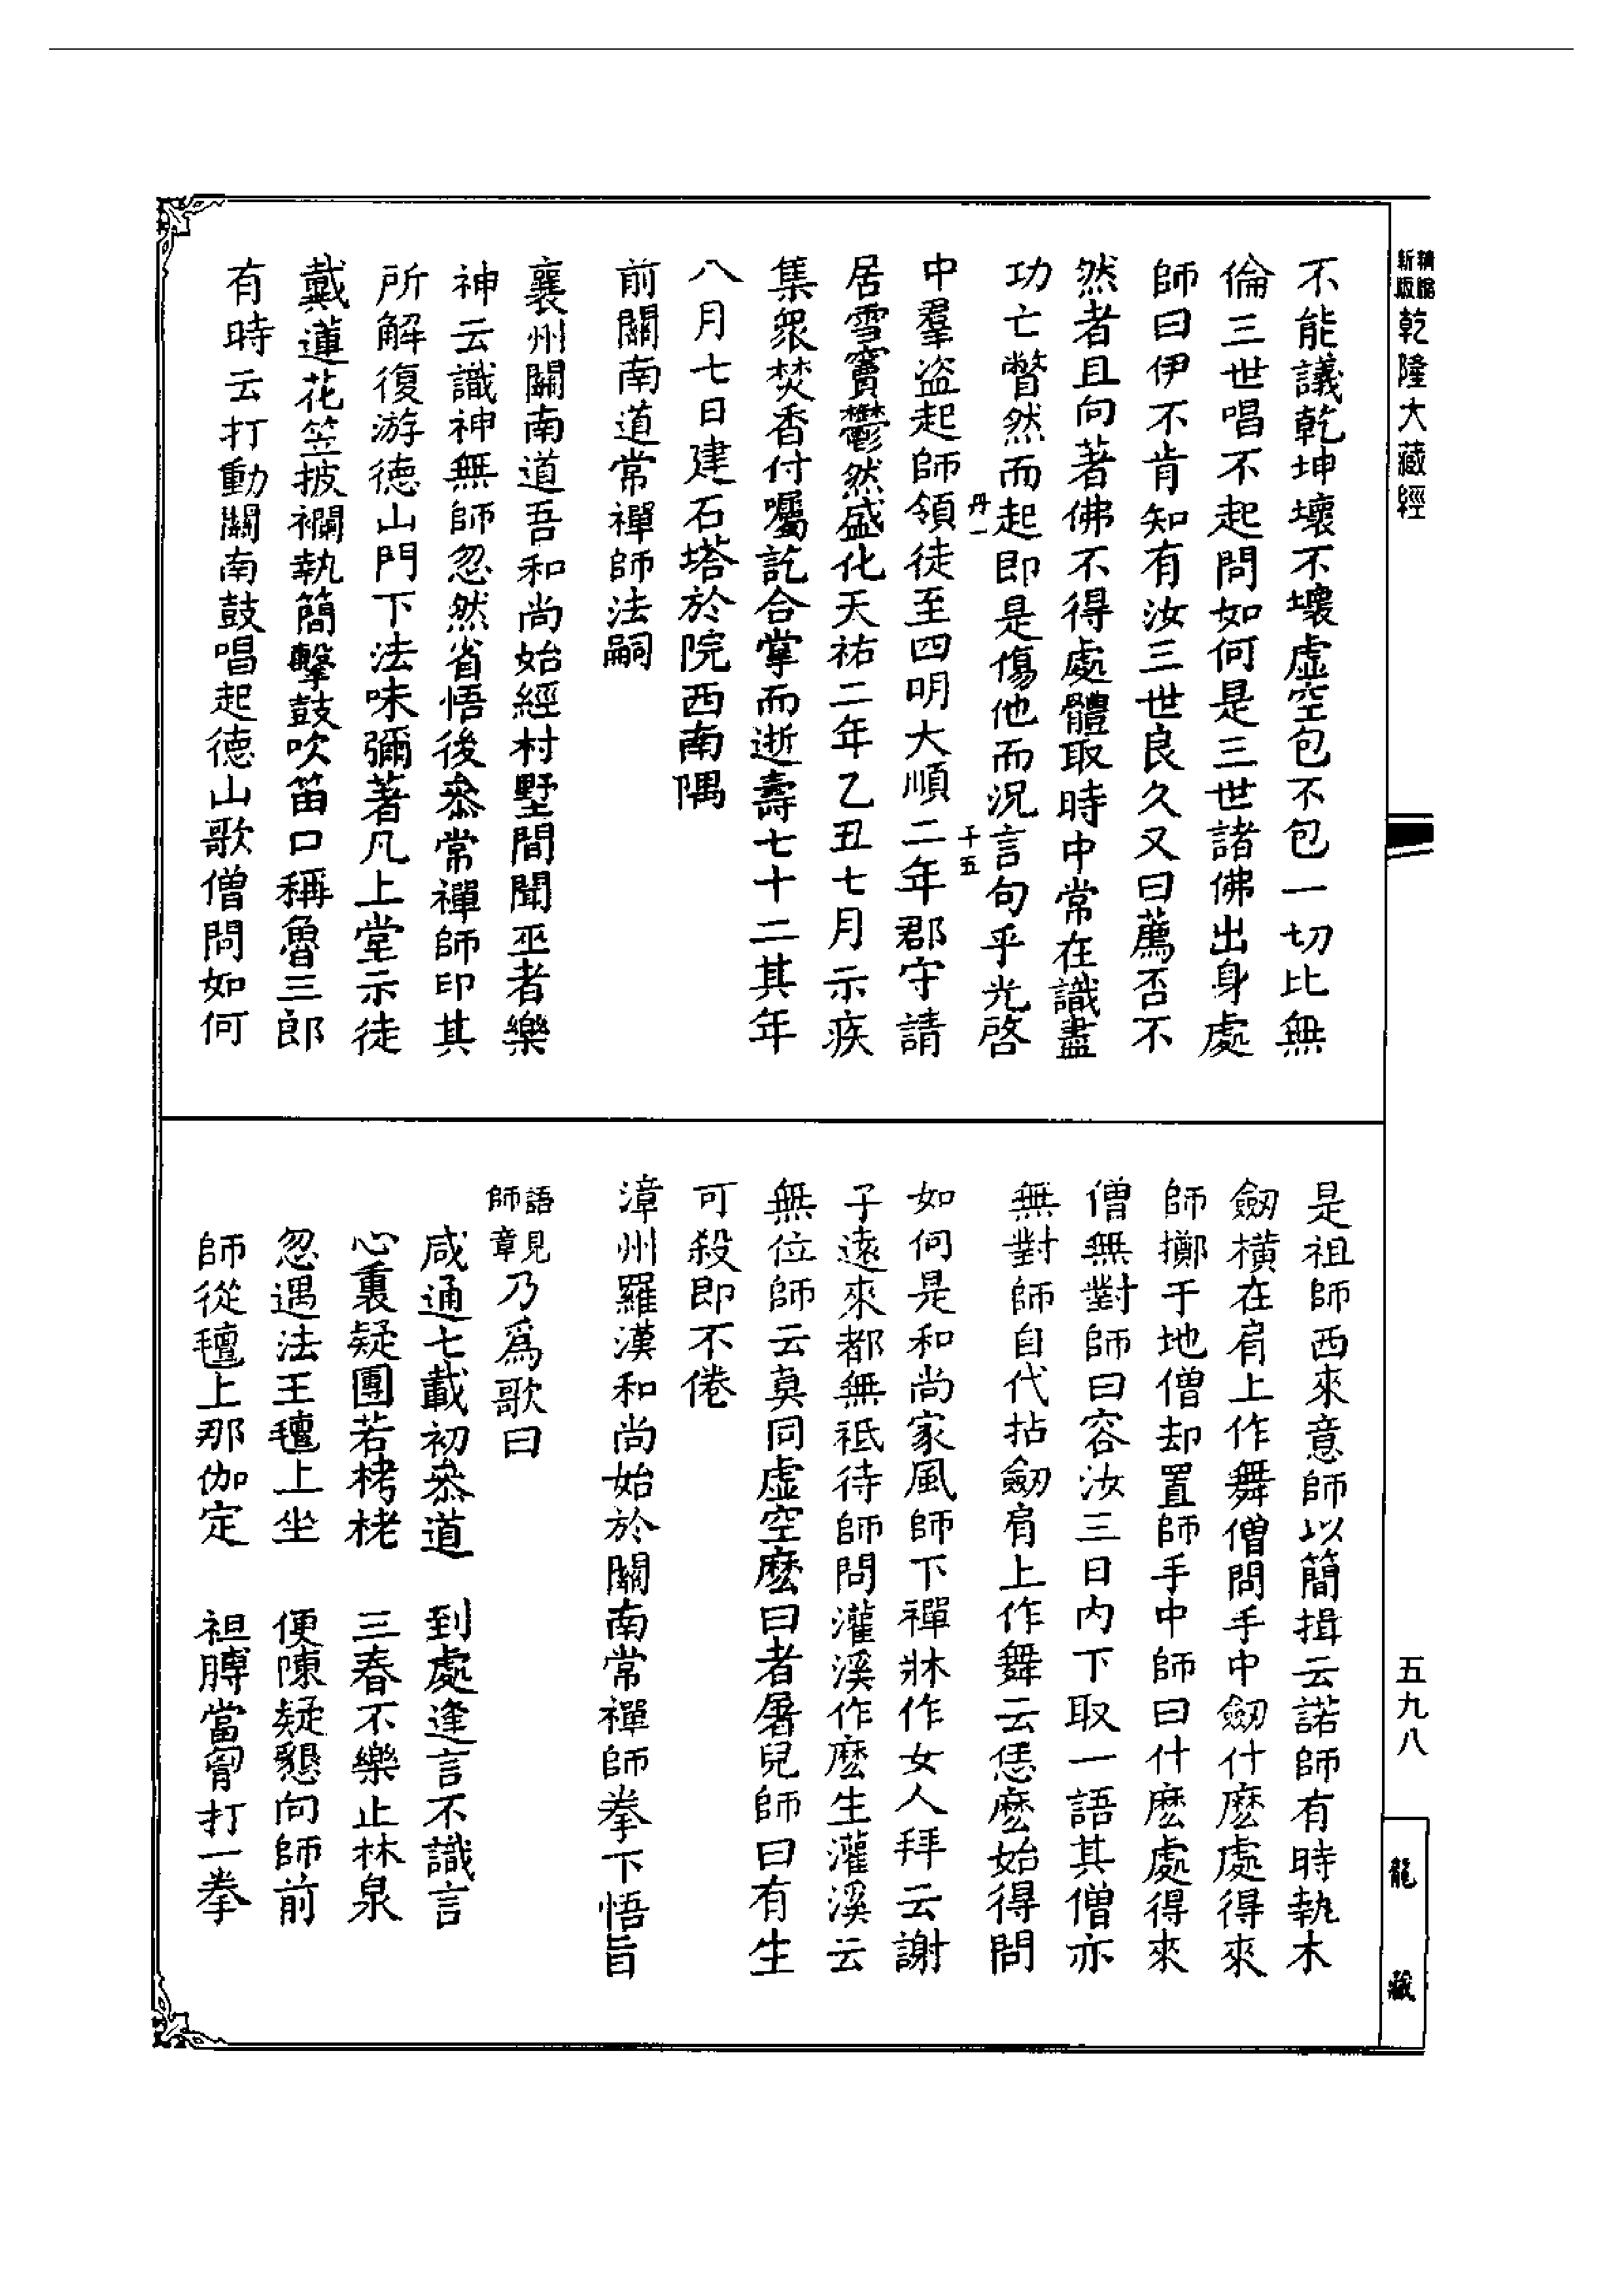 精縮新版乾隆大藏經
不能議乾坤壞不壞虛空包不包一切比無
倫三世唱不起問如何是三世諸佛出身處
師曰伊不肯知有汝三世良久又曰薦否不
然者且向著佛不得處體取時中常在識盡
功亡瞥然而起即是傷他而況言句乎光啓
丹一
十五
中羣盜起師領徒至四明大順二年郡守請
居雪竇鬱然盛化天祐二年乙丑七月示疾
集衆焚香付囑訖合掌而逝壽七十二其年
八月七日建石塔於院西南隅
前關南道常禪師法嗣
襄州關南道吾和尚始經村墅間聞巫者樂
神云識神無師忽然省悟後叅常禪師印其
所解復游德山門下法味彌著凡上堂示徒
戴蓮花笠披襴執簡擊鼓吹笛口稱魯三郎
有時云打動關南鼓唱起德山歌僧問如何
是祖師西來意師以簡揖云諾師有時執木
劒橫在肩上作舞僧問手中劒什麽處得來
師擲于地僧却置師手中師曰什麽處得來
僧無對師曰容汝三日內下取一語其僧亦
無對師自代拈劒肩上作舞云恁麽始得問
如何是和尚家風師下禪牀作女人拜云謝
子遠來都無祗待師問灌溪作麽生灌溪云
無位師云莫同虛空麽曰者屠兒師曰有生
可殺即不倦
漳州羅漢和尚始於關南常禪師拳下悟旨
語見師章乃爲歌曰
咸通七載初叅道　到處逢言不識言
心裏疑團若栲栳　三春不樂止林泉
忽遇法王氊上坐　便陳疑懇向師前
師從氊上那伽定　袒膊當胷打一拳
五九八
龍藏